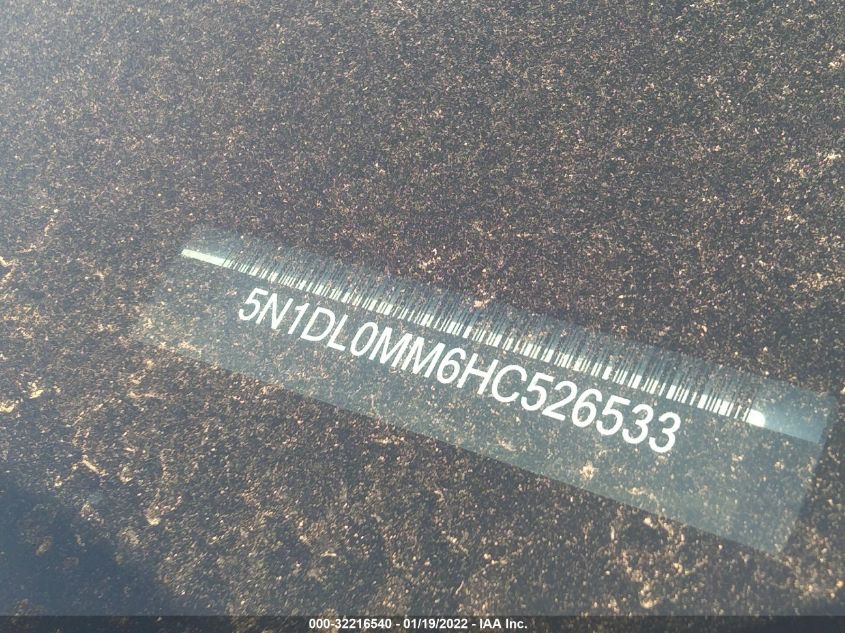 5N1DL0MM6HC526533
000-32216540 - 01/19/2022 - IAA Inc.